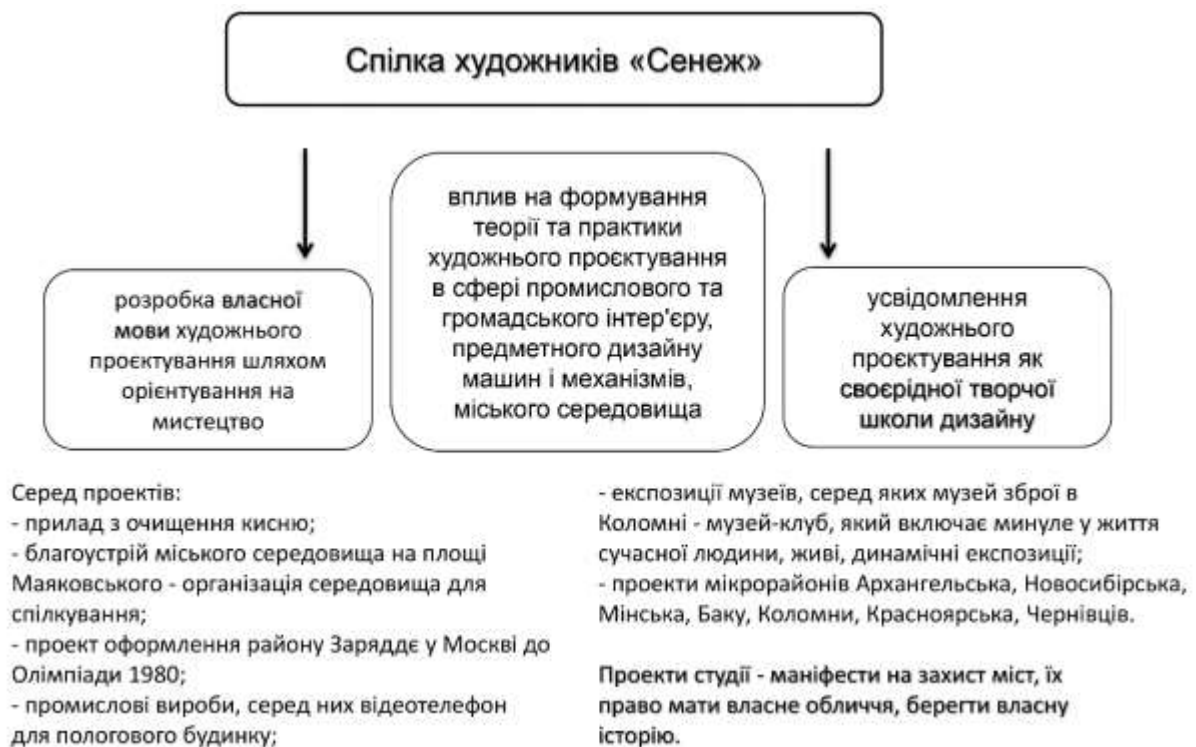 Спілка художників «Сенеж»
розробка власної
мови художнього
проєктування шляхом
орієнтування на
мистецтво
вплив на формування
теорії та практики
художнього проєктування
в сфері промислового та
громадського інтер'єру,
предметного дизайну
машин і механізмів,
міського середовища
усвідомлення
художнього
проєктування як
своєрідної творчої
школи дизайну
Серед проектів:
- прилад з очищення кисню;
- благоустрій міського середовища на площі
Маяковського - організація середовища для
спілкування;
- проект оформлення району Заряддє у Москві до
Олімпіади 1980;
- промислові вироби, серед них відеотелефон
для пологового будинку;
- експозиції музеїв, серед яких музей зброї в
Коломні - музей-клуб, який включає минуле у життя
сучасної людини, живі, динамічні експозиції;
- проекти мікрорайонів Архангельська, Новосибірська,
Мінська, Баку, Коломни, Красноярська, Чернівців.
Проекти студії - маніфести на захист міст, їх
право мати власне обличчя, берегти власну
історію.